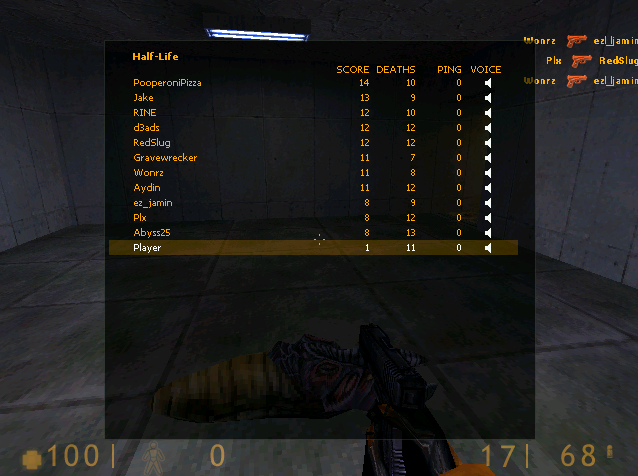 Half-Life
SCORE DEATHS PING VOICE
PooperoniPizza 14 10 0
Jake 13 9 0
RINE 12 10 0
d3ads 12 12 0
RedSlug 12 12 0
Gravewrecker 11 7 0
Wonrz 11 8 0
Aydin 11 12 0
ez_jamin 8 9 0
Plx 8 12 0
Abyss25 8 13 0
Player 1 11 0
Wonrz ez_jamin
Plx RedSlug
Wonrz ez_jamin
100 0 17 68